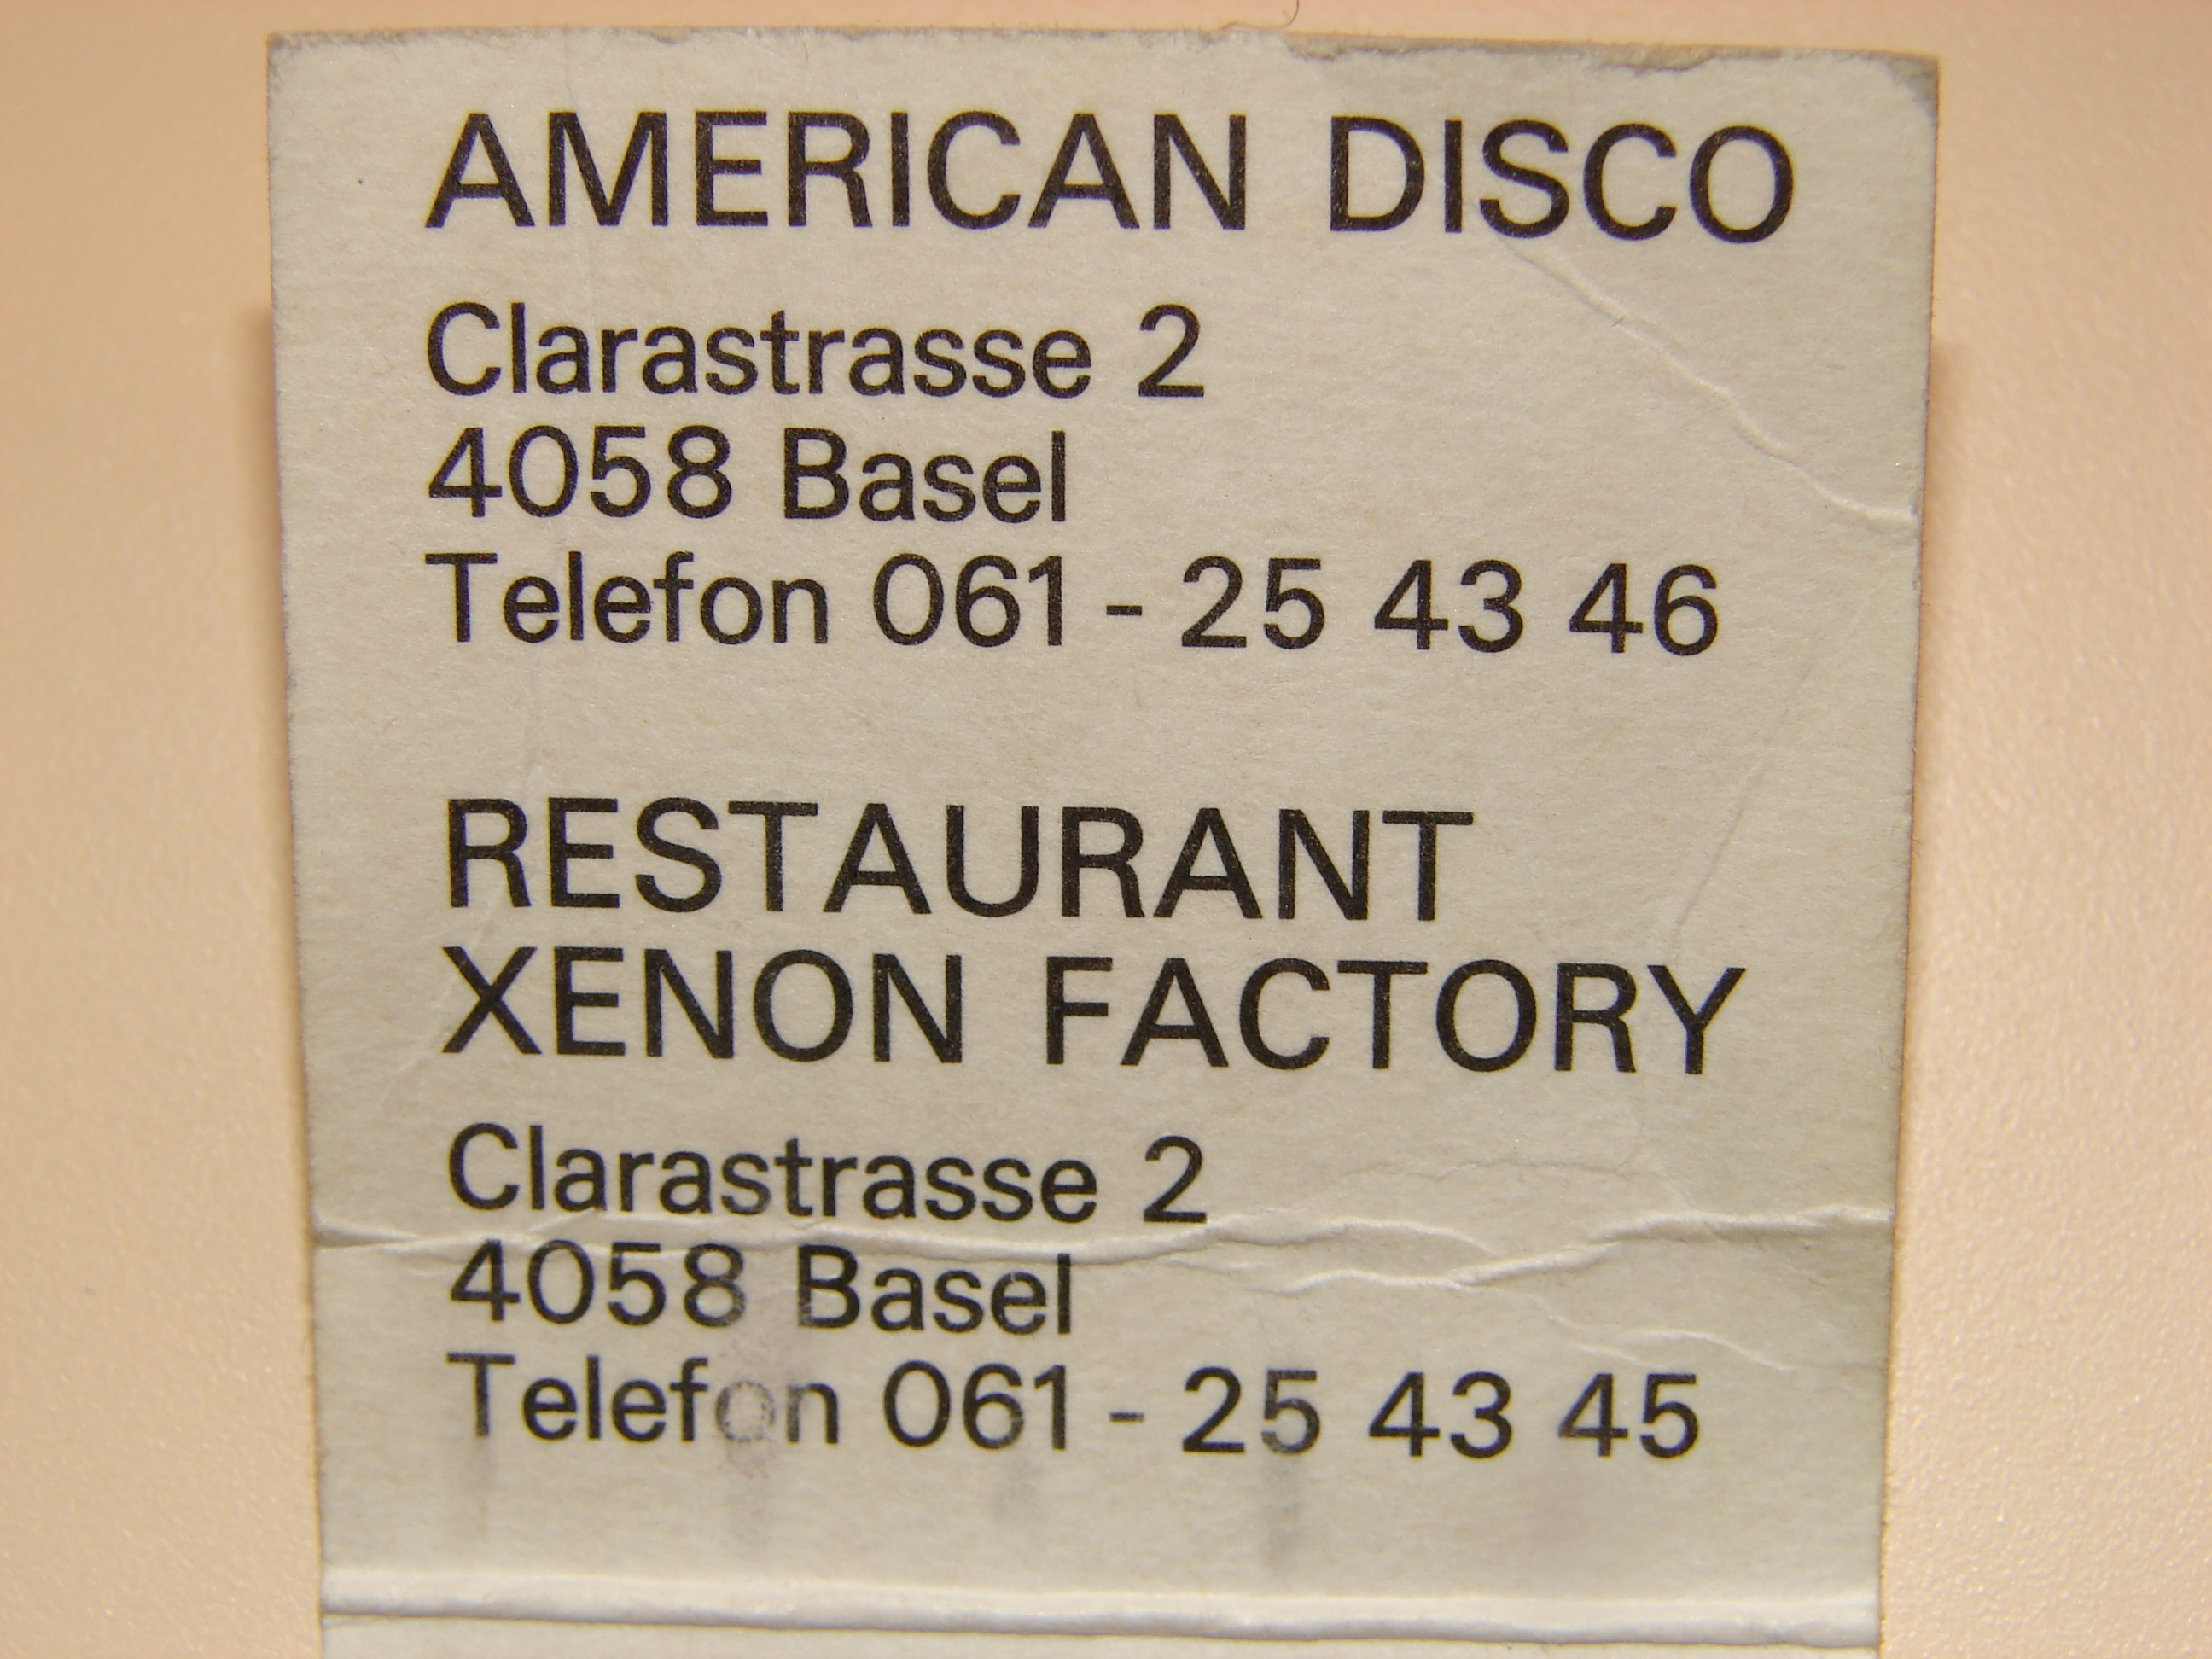 AMERICAN DISCO
Clarastrasse 2
4058 Basel
Telefon 061 - 25 43 46
RESTAURANT
XENON FACTORY
Clarastrasse 2
4058 Basel
Telefon 061 - 25 43 45